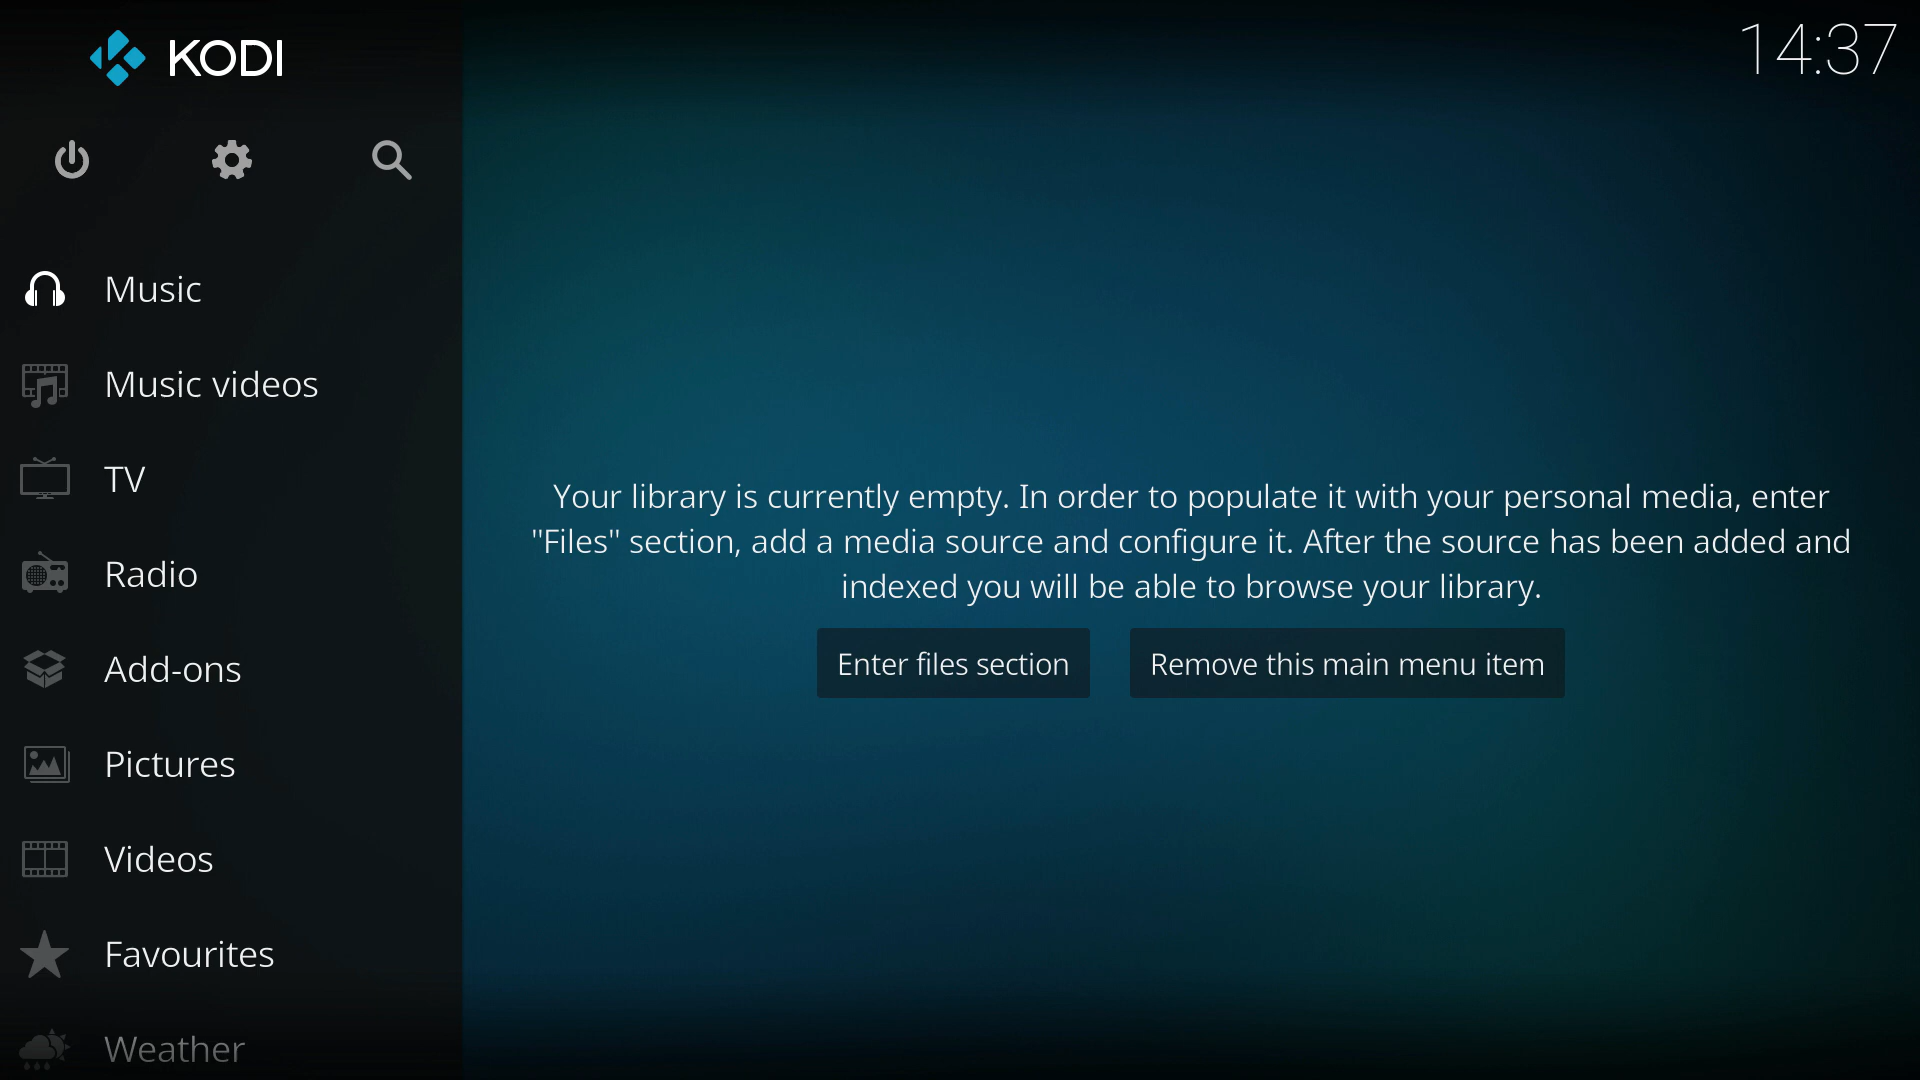 KODI
14:37
Music
Music videos
TV
Radio
Add-ons
Pictures
Videos
Favourites
Weather
Your library is currently empty. In order to populate it with your personal media, enter
"Files" section, add a media source and configure it. After the source has been added and
indexed you will be able to browse your library.
Enter files section
Remove this main menu item